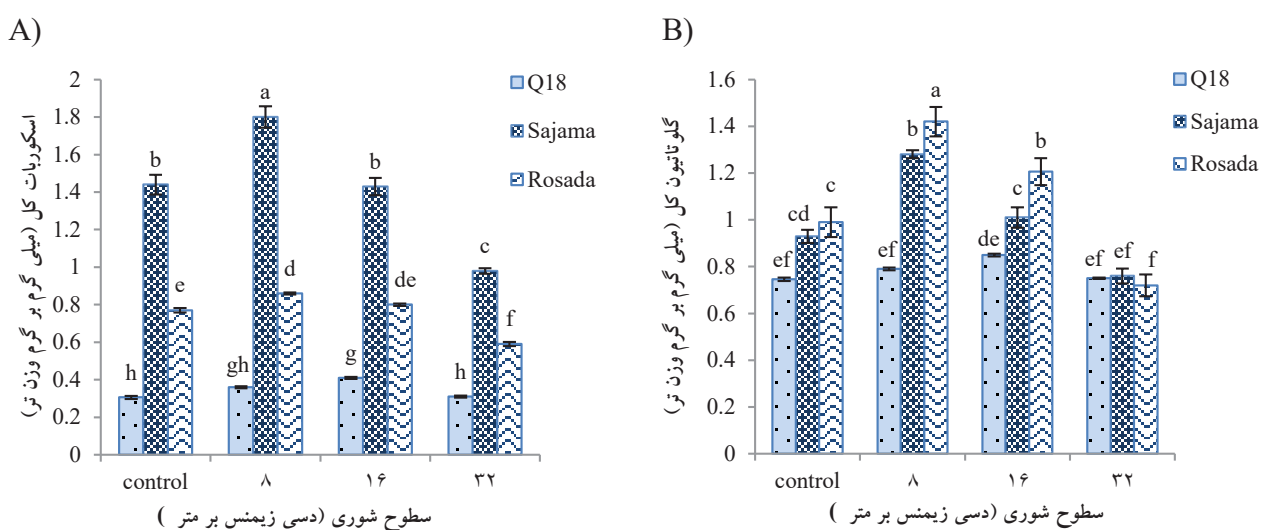 A)
اسکوربات کل (میلی گرم بر گرم وزن تر)
2
1.8
1.6
1.4
1.2
1
0.8
0.6
0.4
0.2
0
h
b
e
gh
a
d
g
b
de
h
c
f
control
۸
۱۶
۳۲
سطوح شوری (دسی زیمنس بر متر )
Q18
Sajama
Rosada
B)
گلوتاتیون کل (میلی گرم بر گرم وزن تر)
1.6
1.4
1.2
1
0.8
0.6
0.4
0.2
0
ef
cd
c
ef
b
a
de
c
b
ef
ef
f
control
۸
۱۶
۳۲
سطوح شوری (دسی زیمنس بر متر )
Q18
Sajama
Rosada